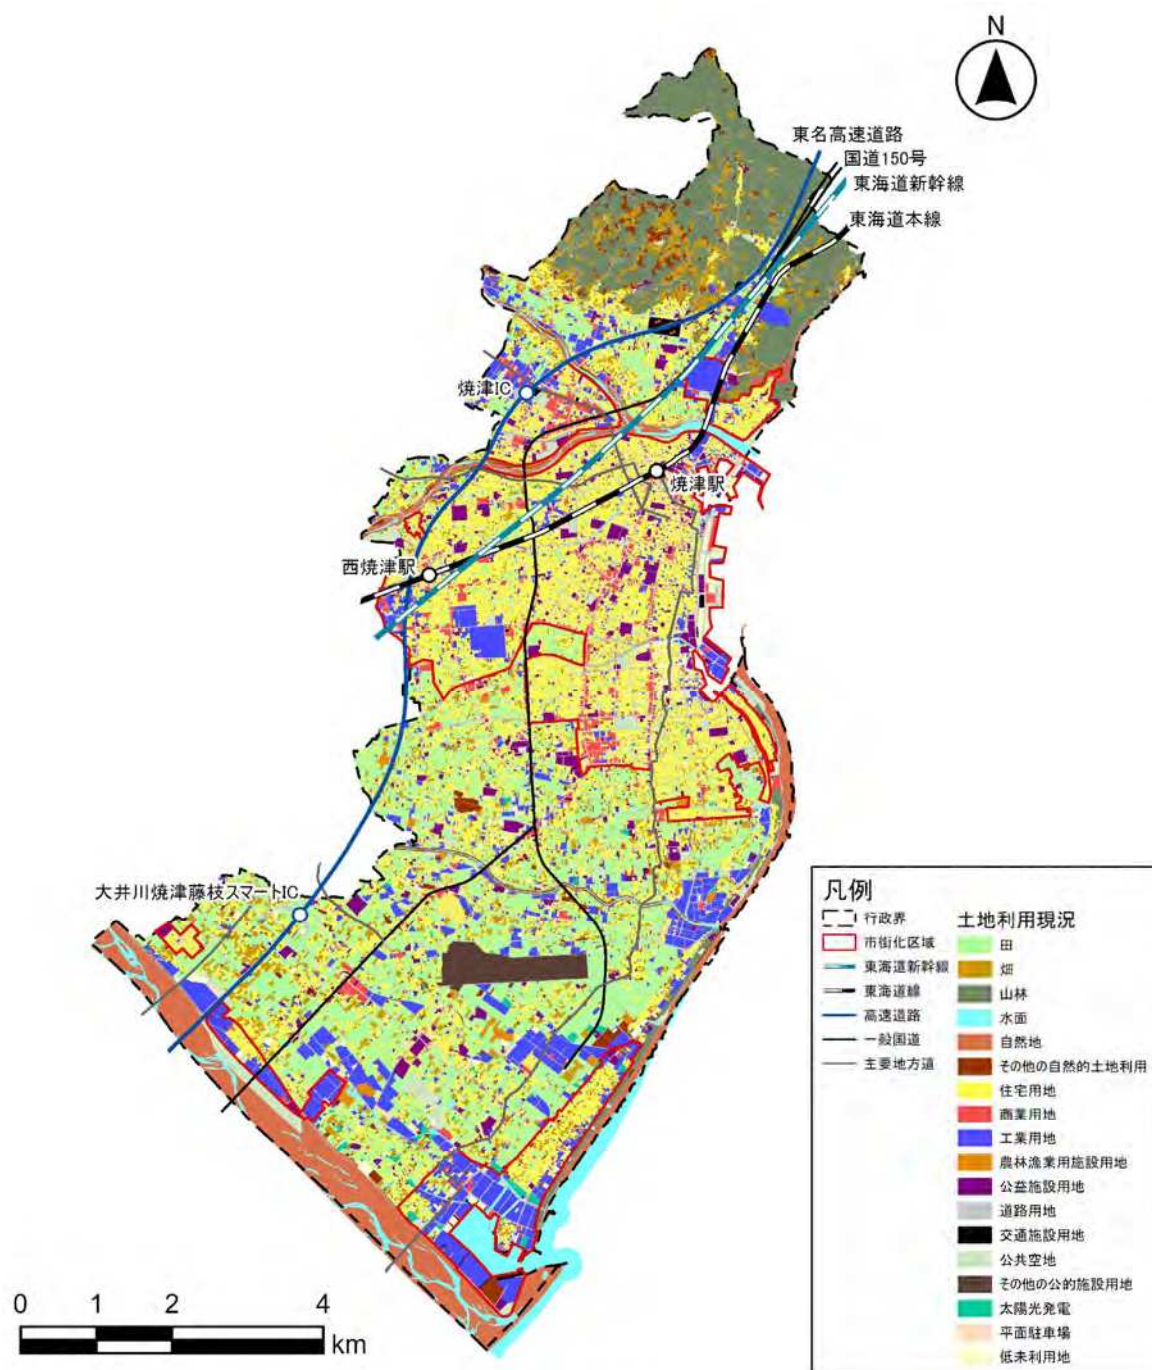 N
東名高速道路
国道150号
東海道新幹線
東海道本線
焼津IC
焼津駅
西焼津駅
大井川焼津藤枝スマートIC
凡例
行政界
市街化区域
東海道新幹線
東海道線
高速道路
一般国道
主要地方道
土地利用現況
田
畑
山林
水面
自然地
その他の自然的土地利用
住宅用地
商業用地
工業用地
農林漁業用施設用地
公益施設用地
道路用地
交通施設用地
公共空地
その他の公的施設用地
太陽光発電
平面駐車場
低未利用地
0 1 2 4
km